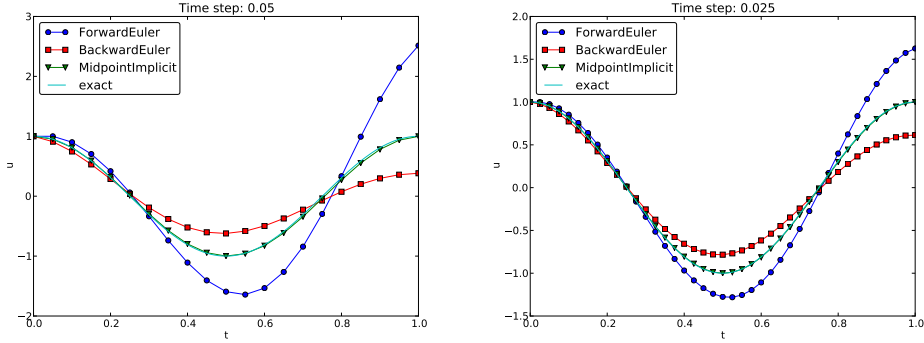 Time step: 0.05
3
2
1
0
−1
−2
u
ForwardEuler
BackwardEuler
MidpointImplicit
exact
0.0 0.2 0.4 0.6 0.8 1.0
t
Time step: 0.025
2.0
1.5
1.0
0.5
0.0
−0.5
−1.0
−1.5
u
ForwardEuler
BackwardEuler
MidpointImplicit
exact
0.0 0.2 0.4 0.6 0.8 1.0
t